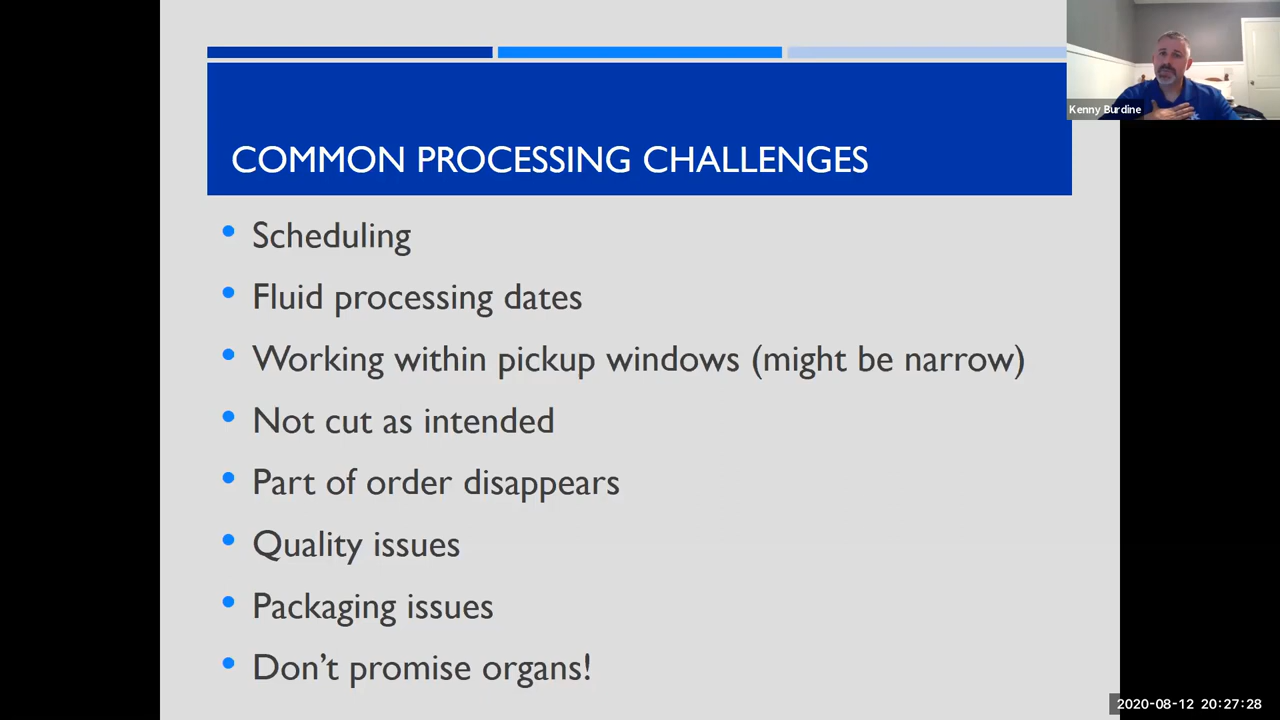 Kenny Burdine
COMMON PROCESSING CHALLENGES
• Scheduling
• Fluid processing dates
• Working within pickup windows (might be narrow)
• Not cut as intended
• Part of order disappears
• Quality issues
• Packaging issues
• Don’t promise organs!
2020-08-12 20:27:28